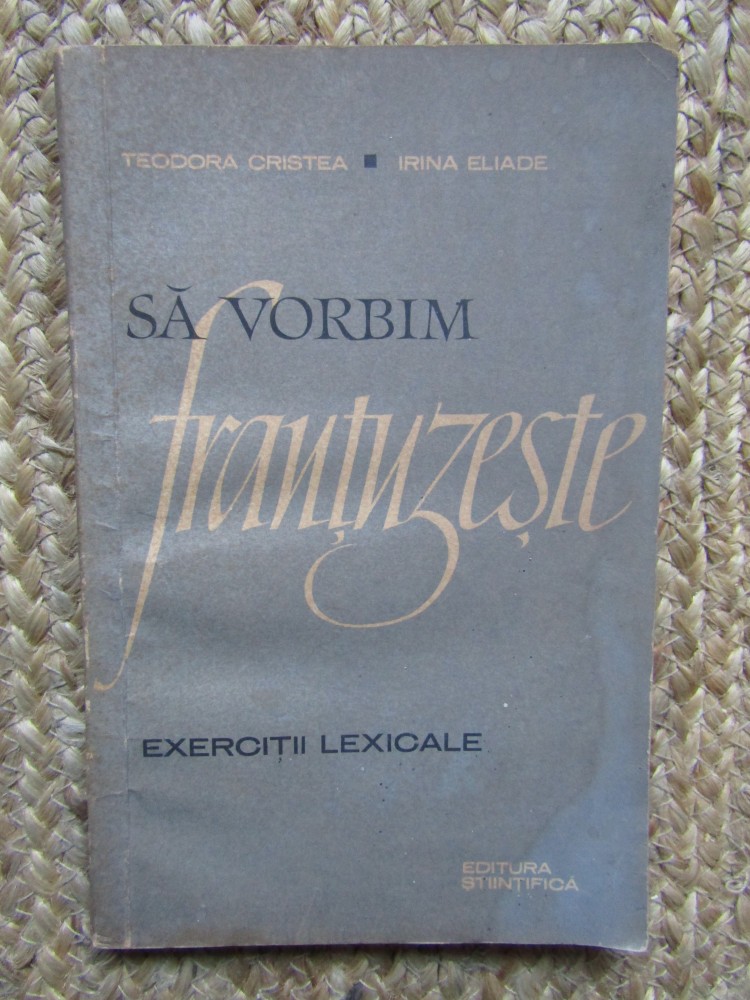 TEODORA CRISTEA ■ IRINA ELIADE
SĂ VORBIM
franțuzește
EXERCIȚII LEXICALE
EDITURA
ȘTIINȚIFICĂ